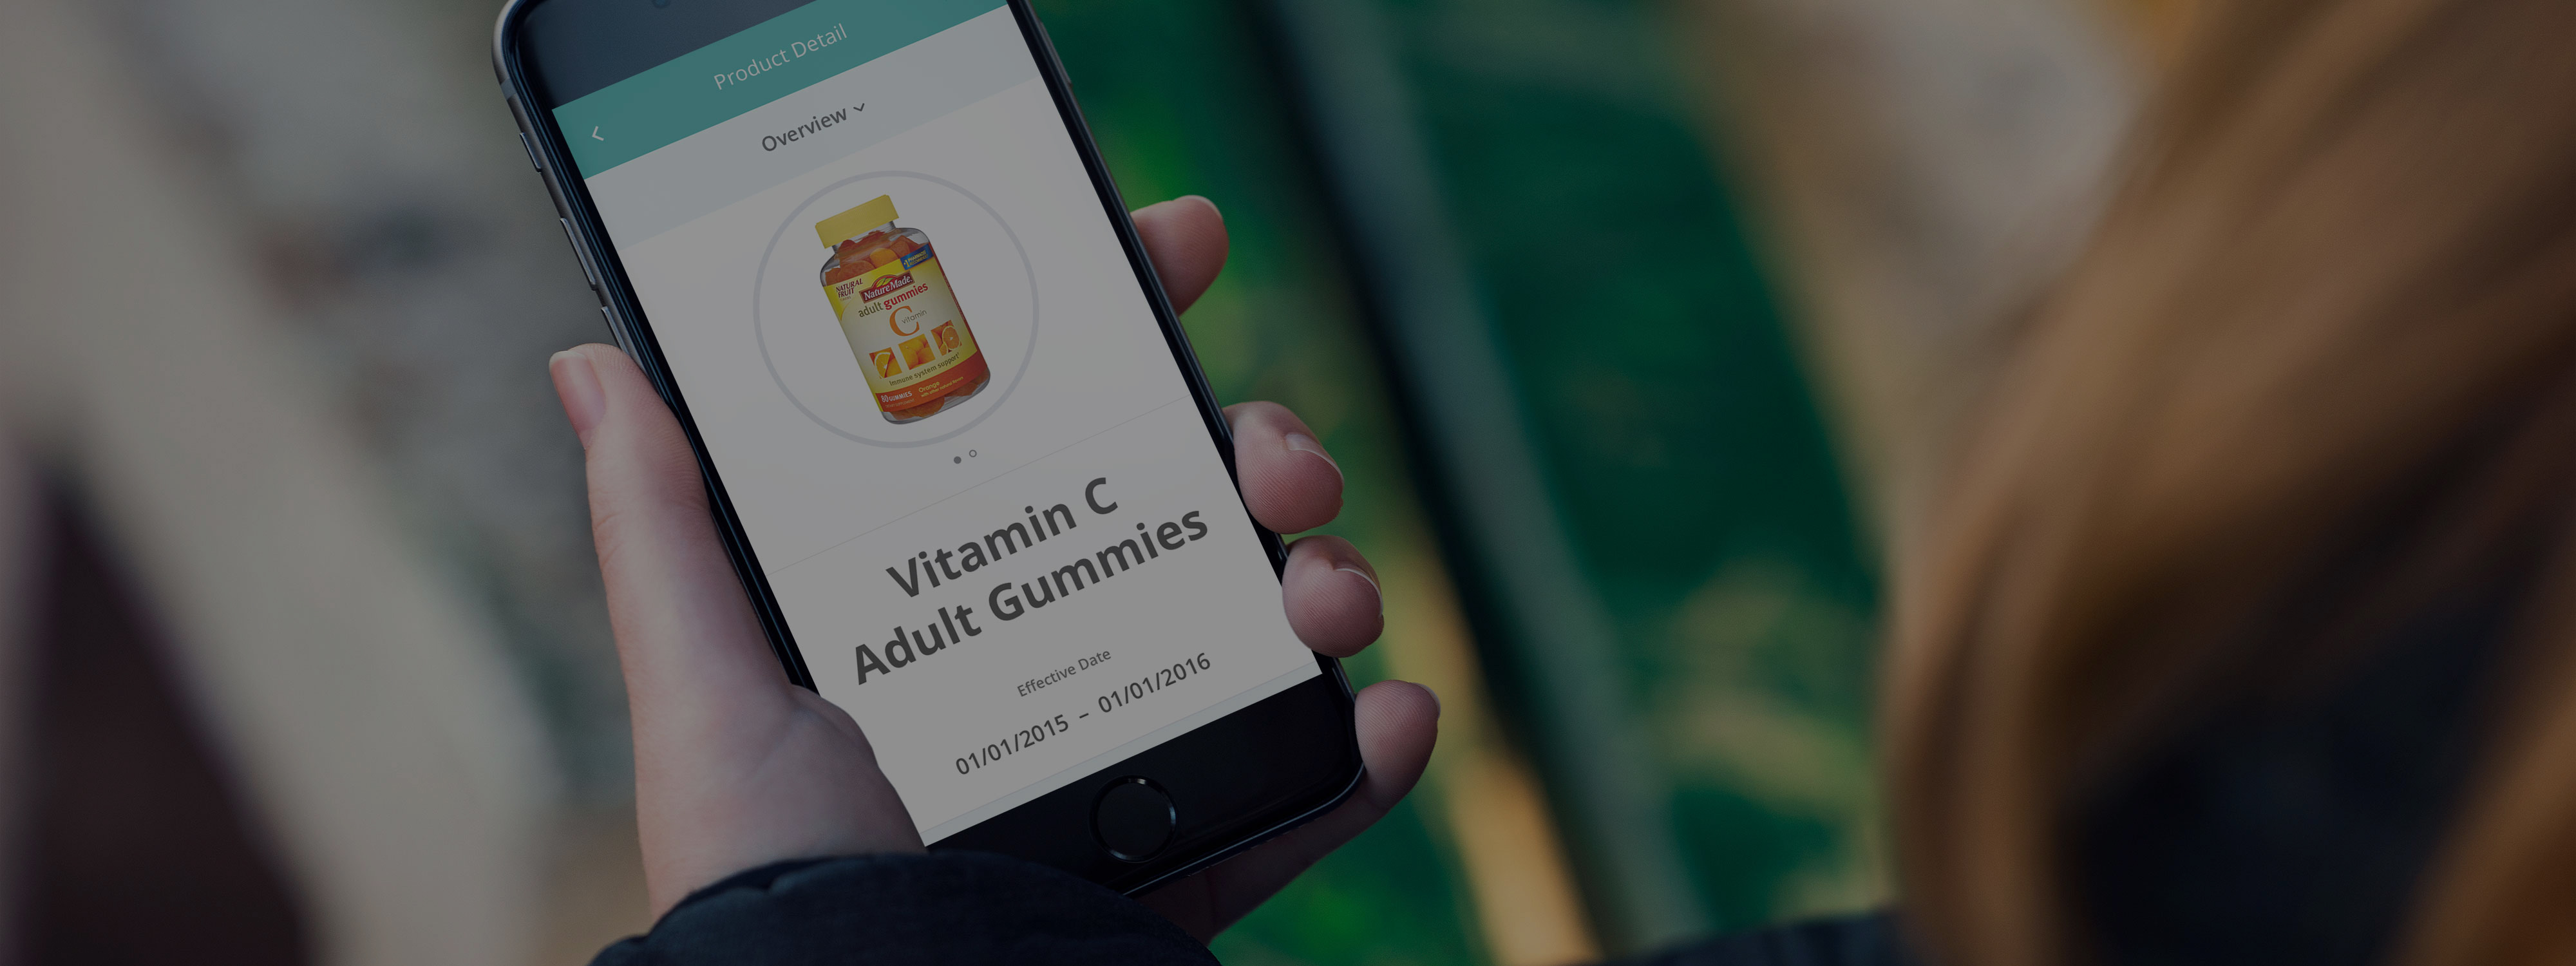 Product Detail
Overview
NATURAL
FRUIT
Nature Made
adult gummies
C vitamin
Immune system support
80 GUMMIES
Orange
Vitamin C
Adult Gummies
Effective Date
01/01/2015 – 01/01/2016